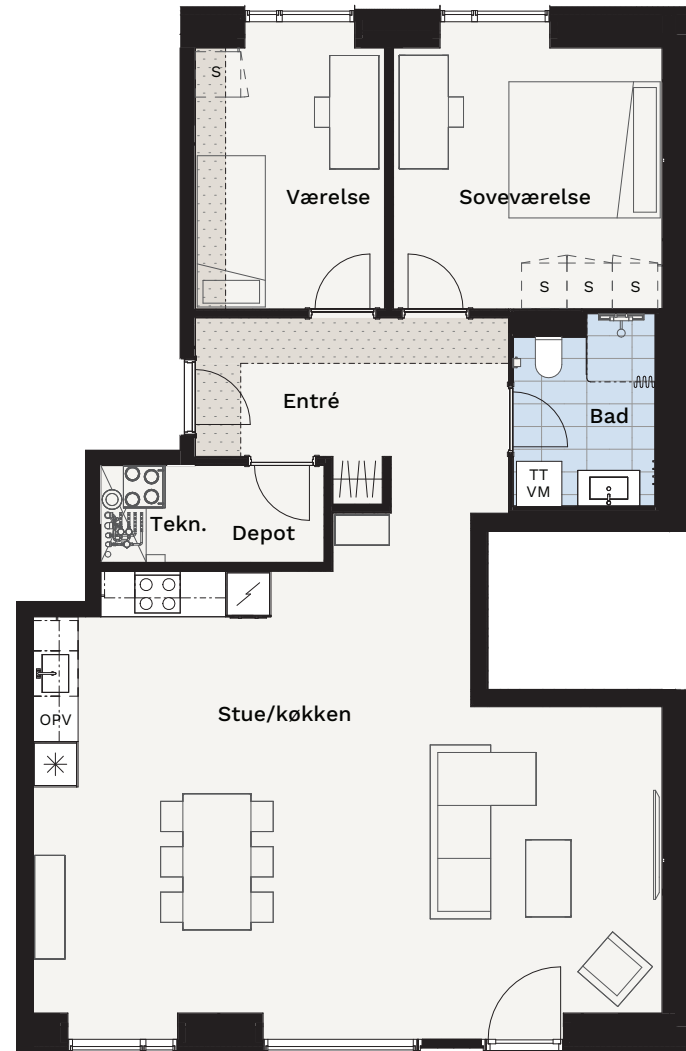 S
Værelse
Soveværelse
S S S
Entré
Bad
TT
VM
Tekn.
Depot
Stue/køkken
OPV